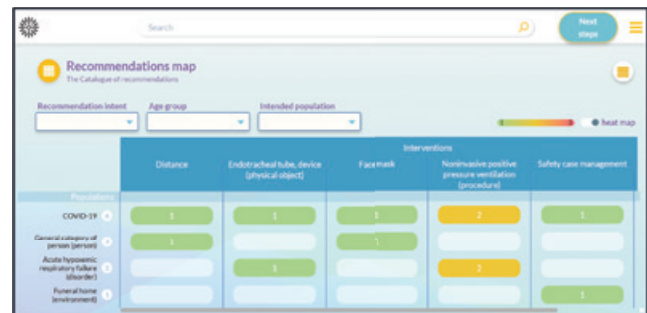 Search
Next
steps
Recommendations map
The Catalogue of recommendations
Recommendation intent
Age group
Intended population
heat map
Interventions
Distance
Endotracheal tube, device
(physical object)
Face mask
Noninvasive positive
pressure ventilation
(procedure)
Safety case management
Populations
COVID-19
1
1
1
2
1
General category of
person (person)
1
1
Acute hypoxemic
respiratory failure
(disorder)
1
2
Funeral home
(environment)
1